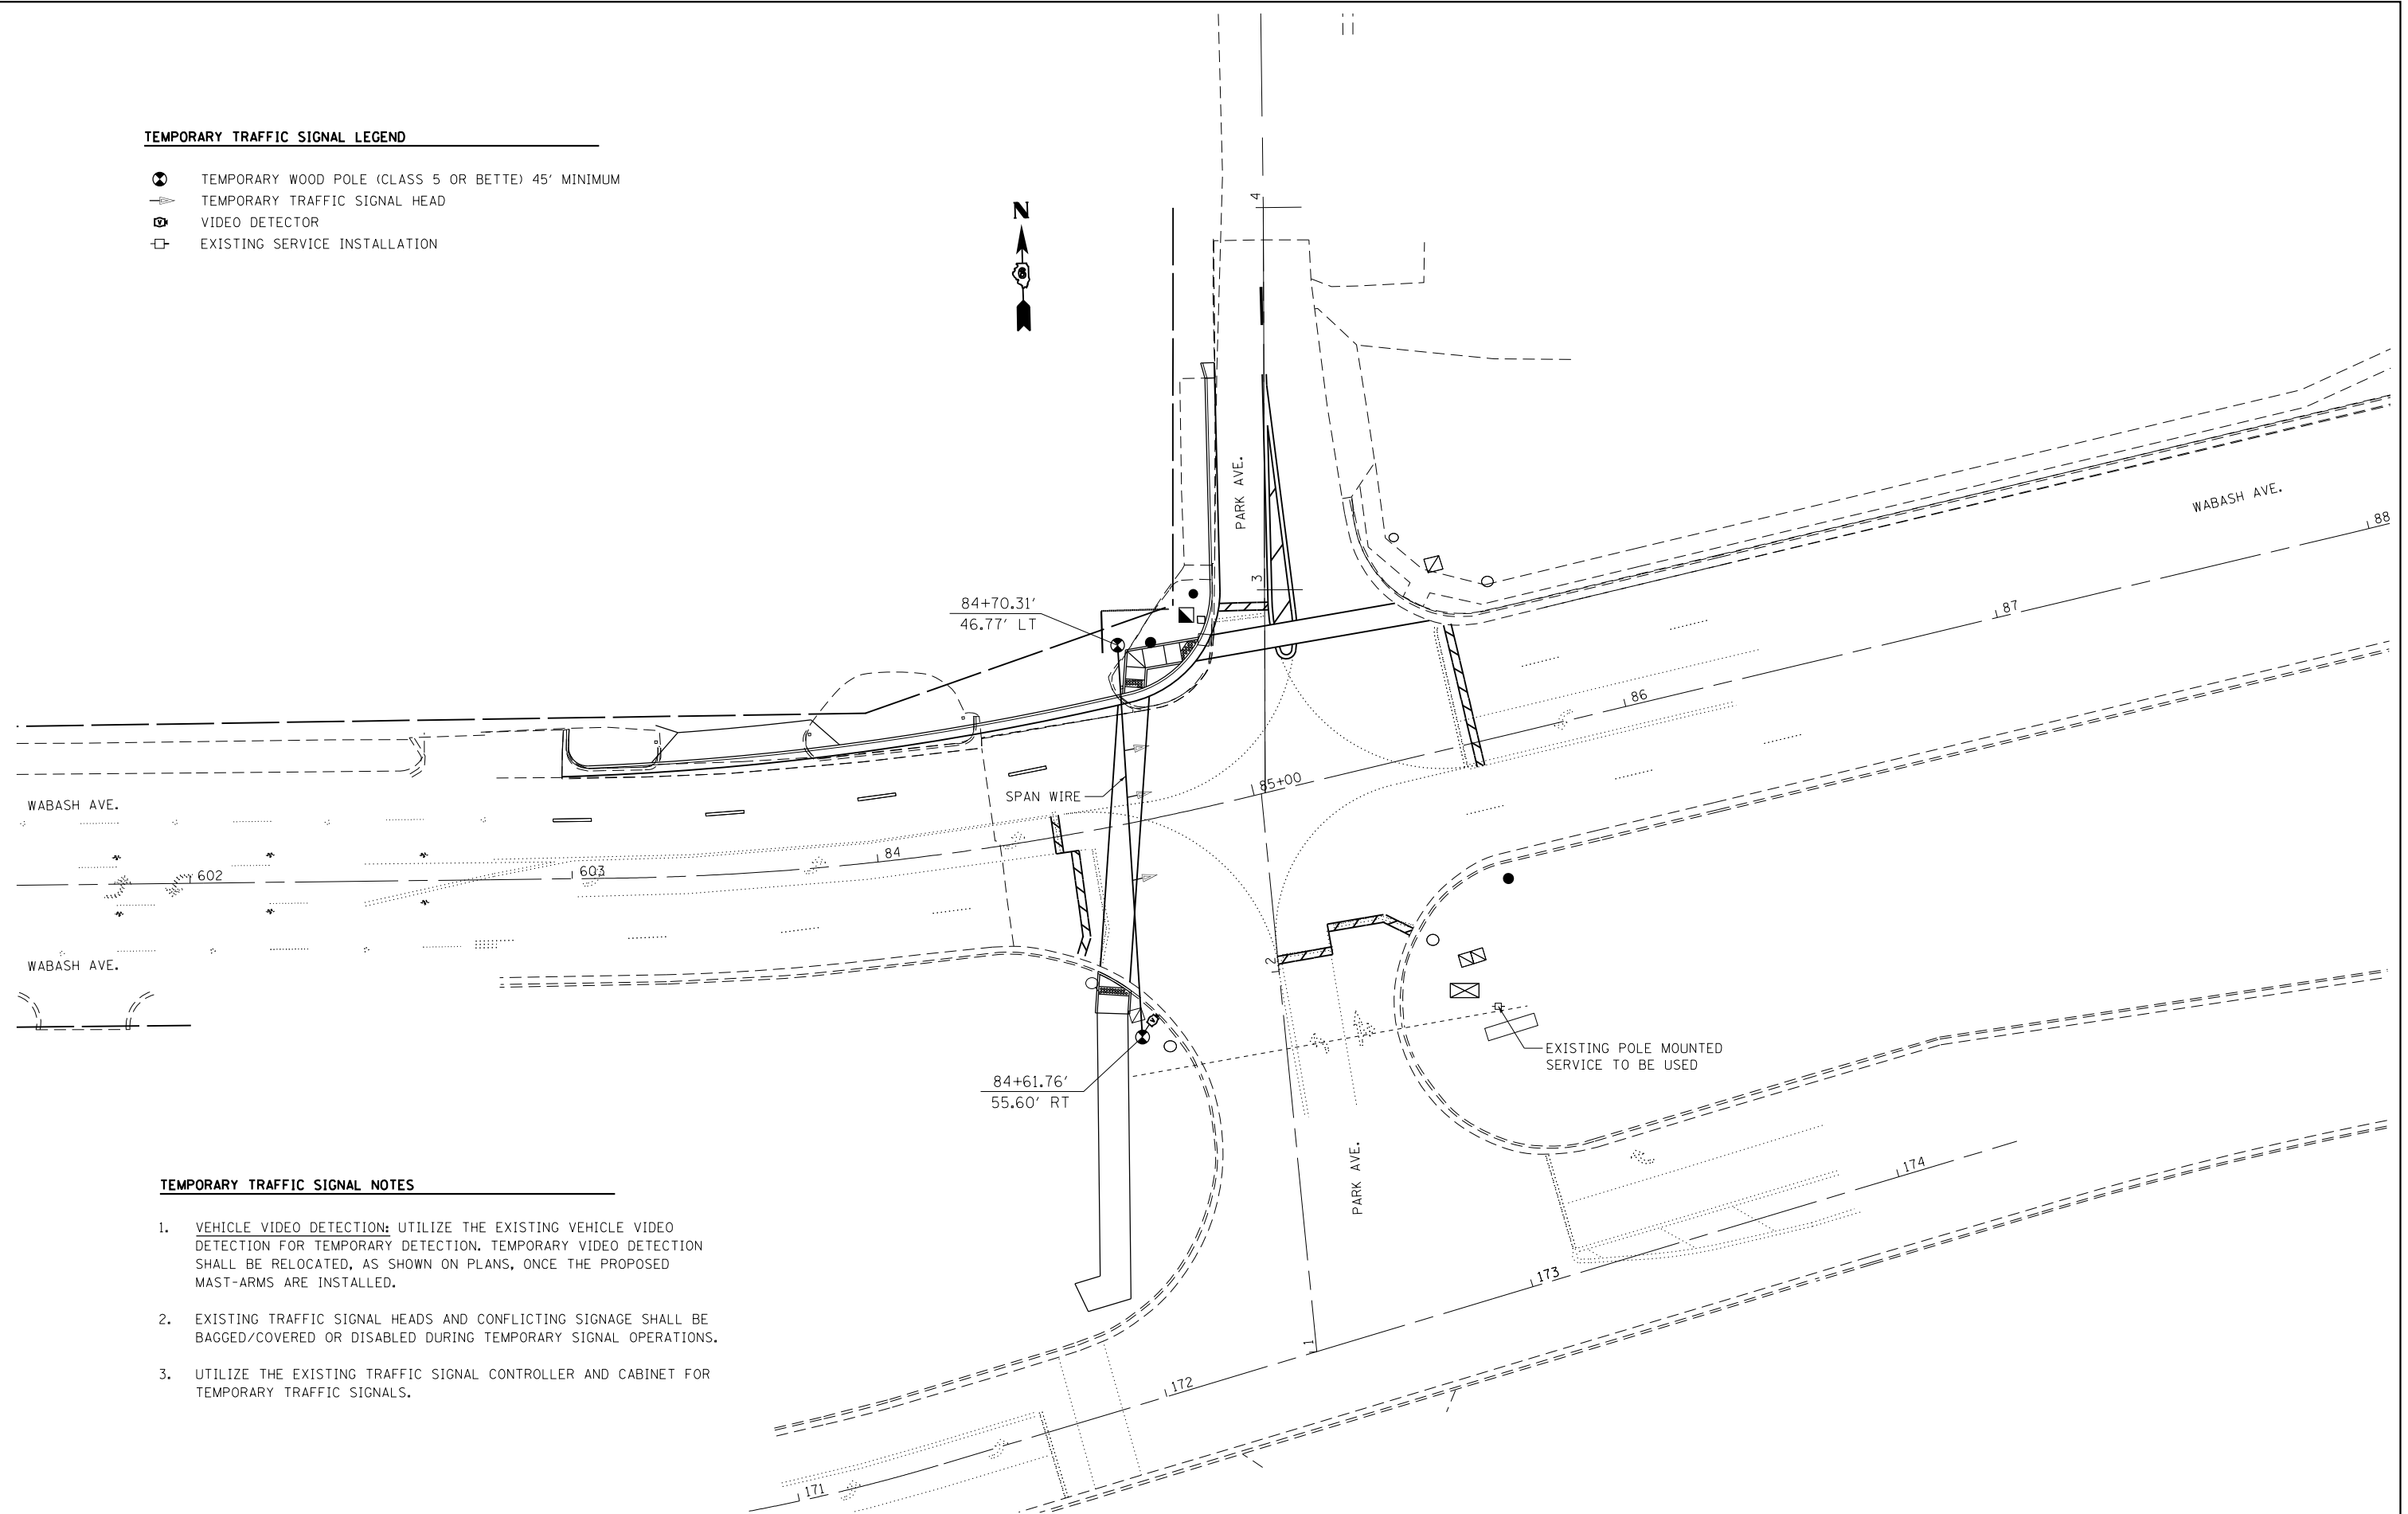 TEMPORARY TRAFFIC SIGNAL LEGEND
TEMPORARY WOOD POLE (CLASS 5 OR BETTE) 45' MINIMUM
TEMPORARY TRAFFIC SIGNAL HEAD
V
VIDEO DETECTOR
EXISTING SERVICE INSTALLATION
N
6
4
PARK AVE.
3
WABASH AVE.
88
87
86
85+00
84+70.31'
46.77' LT
SPAN WIRE
WABASH AVE.
84
603
602
WABASH AVE.
2
V
84+61.76'
55.60' RT
EXISTING POLE MOUNTED
SERVICE TO BE USED
PARK AVE.
174
173
1
172
171
TEMPORARY TRAFFIC SIGNAL NOTES
1. VEHICLE VIDEO DETECTION: UTILIZE THE EXISTING VEHICLE VIDEO
DETECTION FOR TEMPORARY DETECTION. TEMPORARY VIDEO DETECTION
SHALL BE RELOCATED, AS SHOWN ON PLANS, ONCE THE PROPOSED
MAST-ARMS ARE INSTALLED.
2. EXISTING TRAFFIC SIGNAL HEADS AND CONFLICTING SIGNAGE SHALL BE
BAGGED/COVERED OR DISABLED DURING TEMPORARY SIGNAL OPERATIONS.
3. UTILIZE THE EXISTING TRAFFIC SIGNAL CONTROLLER AND CABINET FOR
TEMPORARY TRAFFIC SIGNALS.